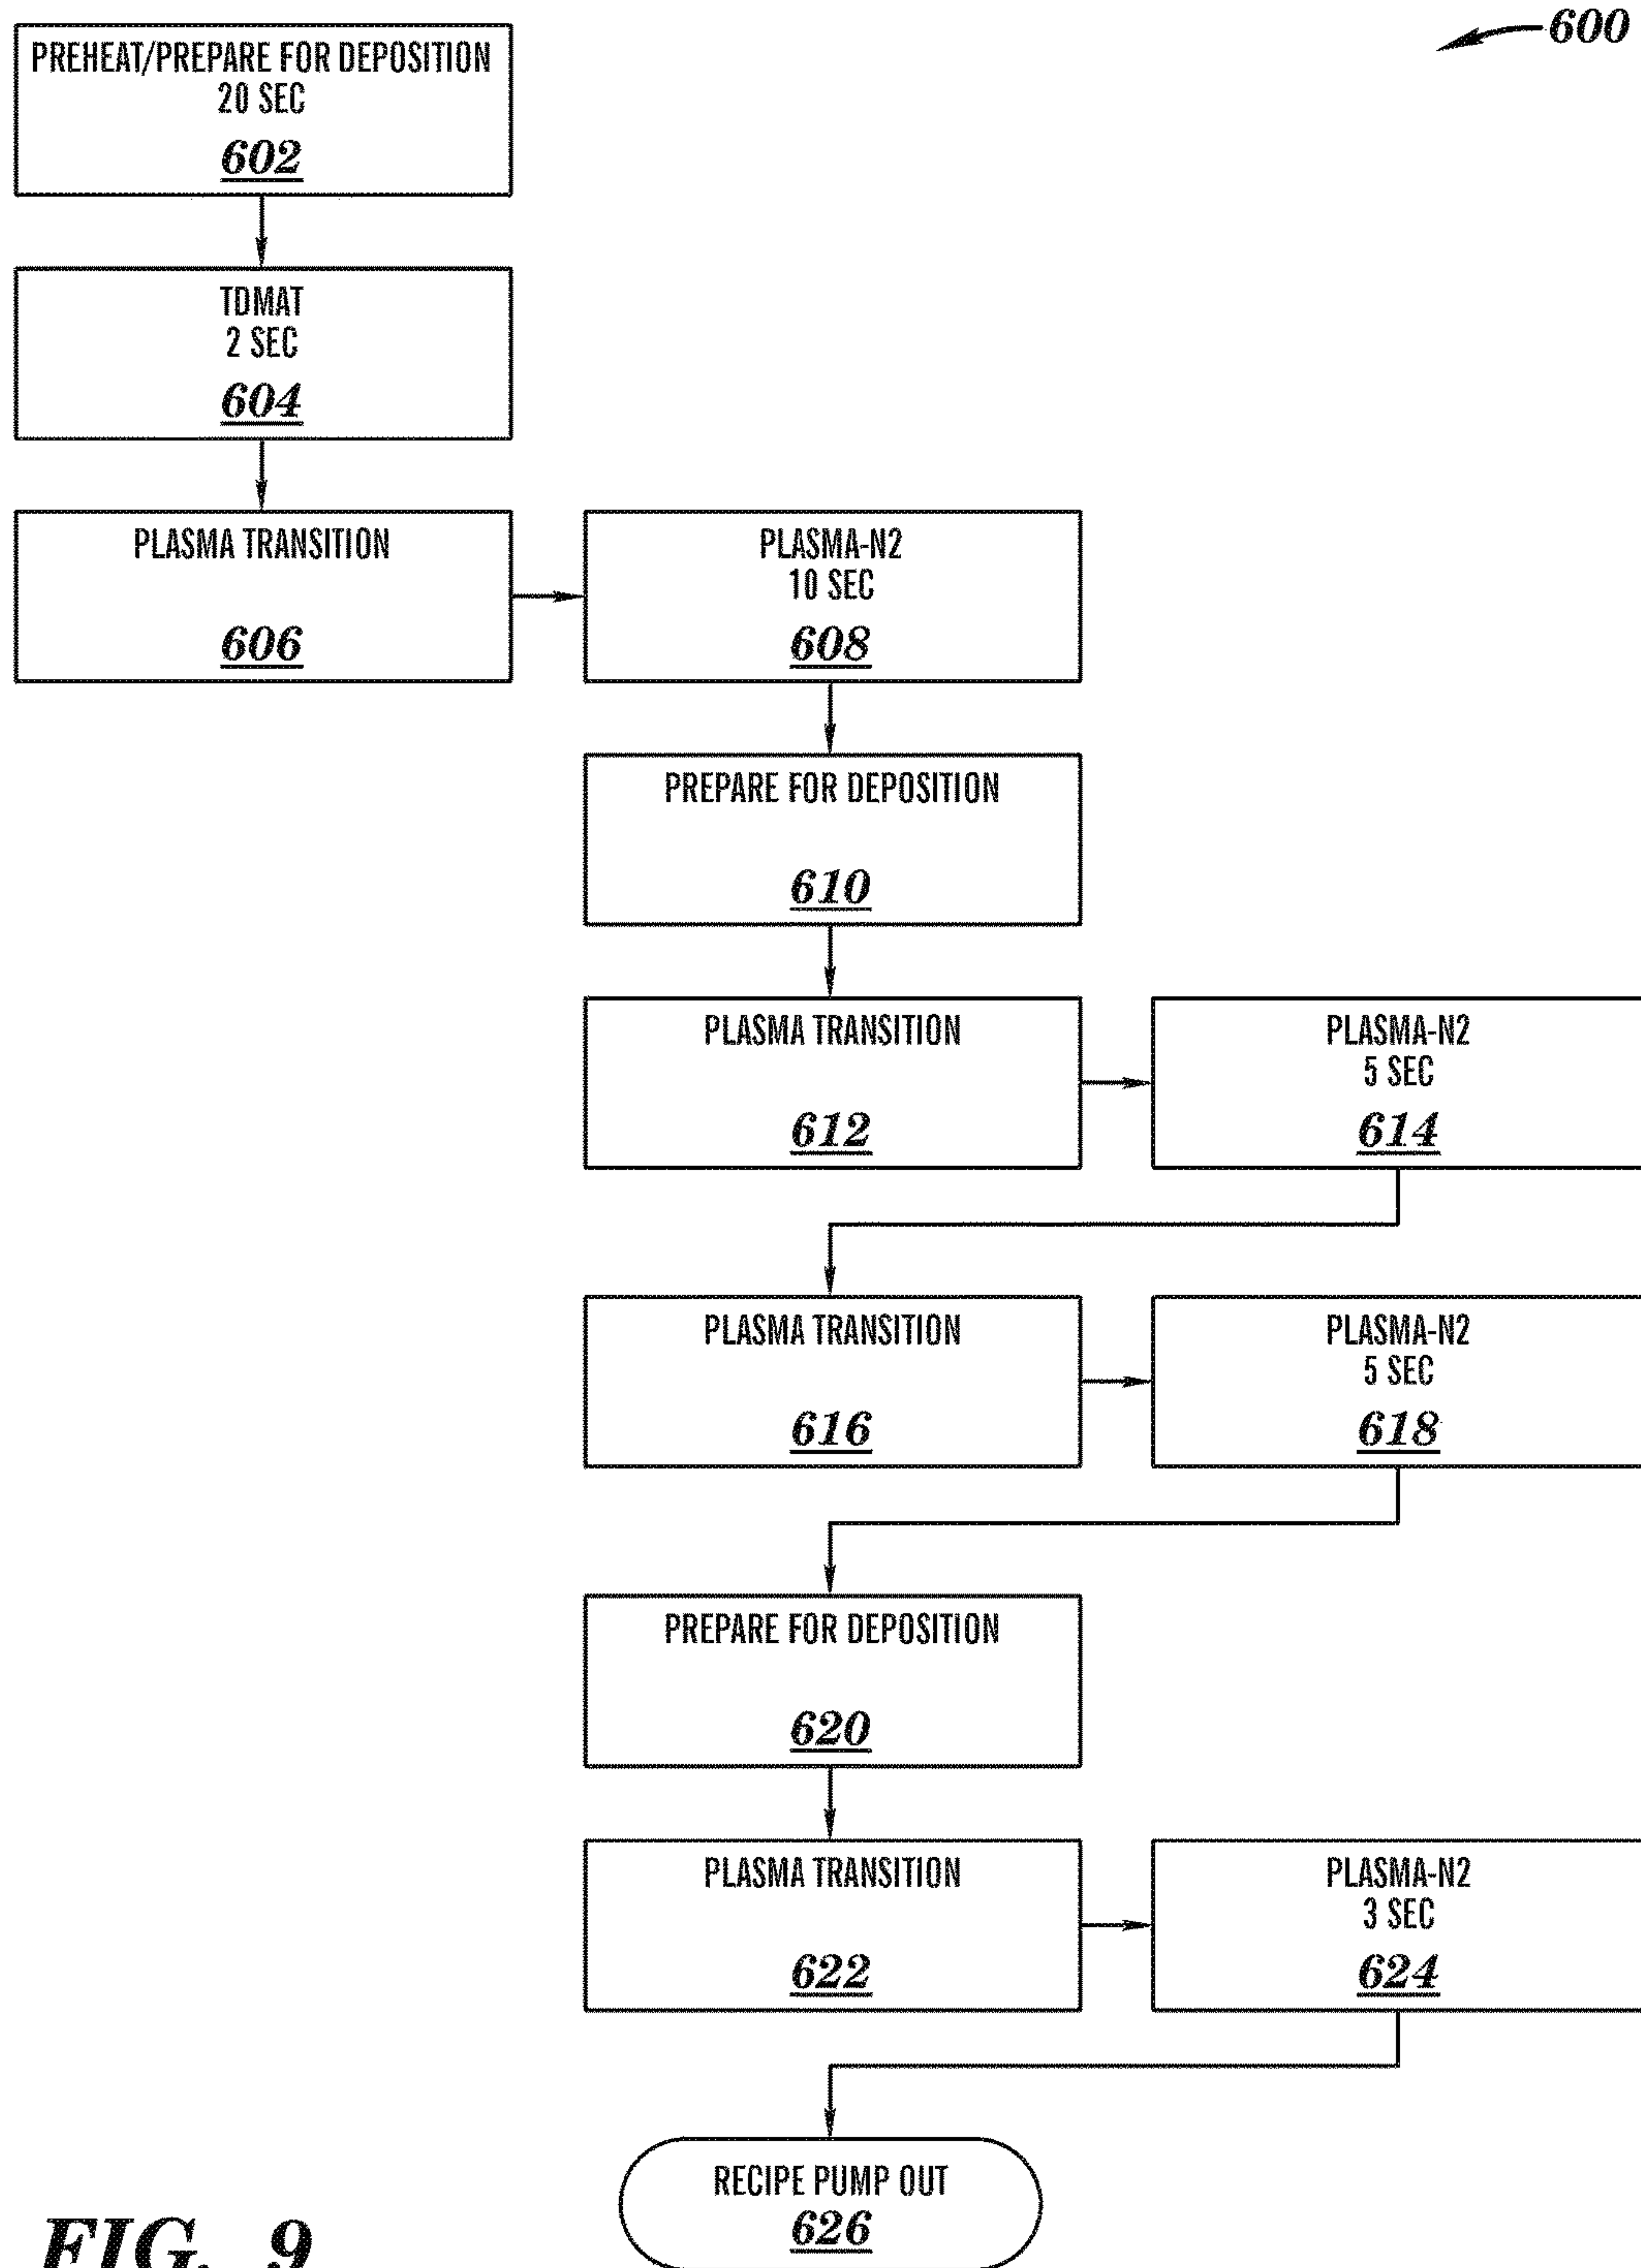 600
PREHEAT/PREPARE FOR DEPOSITION
20 SEC
602
TDMAT
2 SEC
604
PLASMA TRANSITION
606
PLASMA-N2
10 SEC
608
PREPARE FOR DEPOSITION
610
PLASMA TRANSITION
612
PLASMA-N2
5 SEC
614
PLASMA TRANSITION
616
PLASMA-N2
5 SEC
618
PREPARE FOR DEPOSITION
620
PLASMA TRANSITION
622
PLASMA-N2
3 SEC
624
RECIPE PUMP OUT
626
FIG. 9